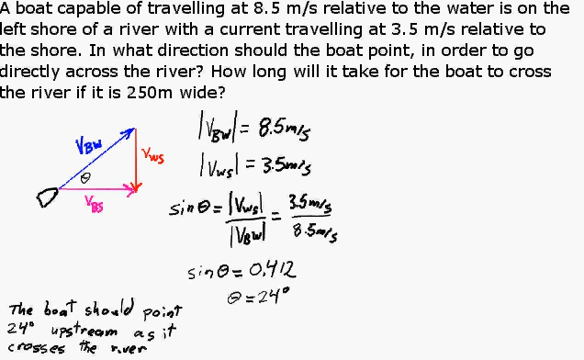 A boat capable of travelling at 8.5 m/s relative to the water is on the
left shore of a river with a current travelling at 3.5 m/s relative to
the shore. In what direction should the boat point, in order to go
directly across the river? How long will it take for the boat to cross
the river if it is 250m wide?
|V_BW| = 8.5m/s
V_BW
V_WS
θ
V_BS
|V_WS| = 3.5m/s
sinθ = |V_WS| / |V_BW| = 3.5m/s / 8.5m/s
sinθ = 0.412
θ = 24°
The boat should point
24° upstream as it
crosses the river